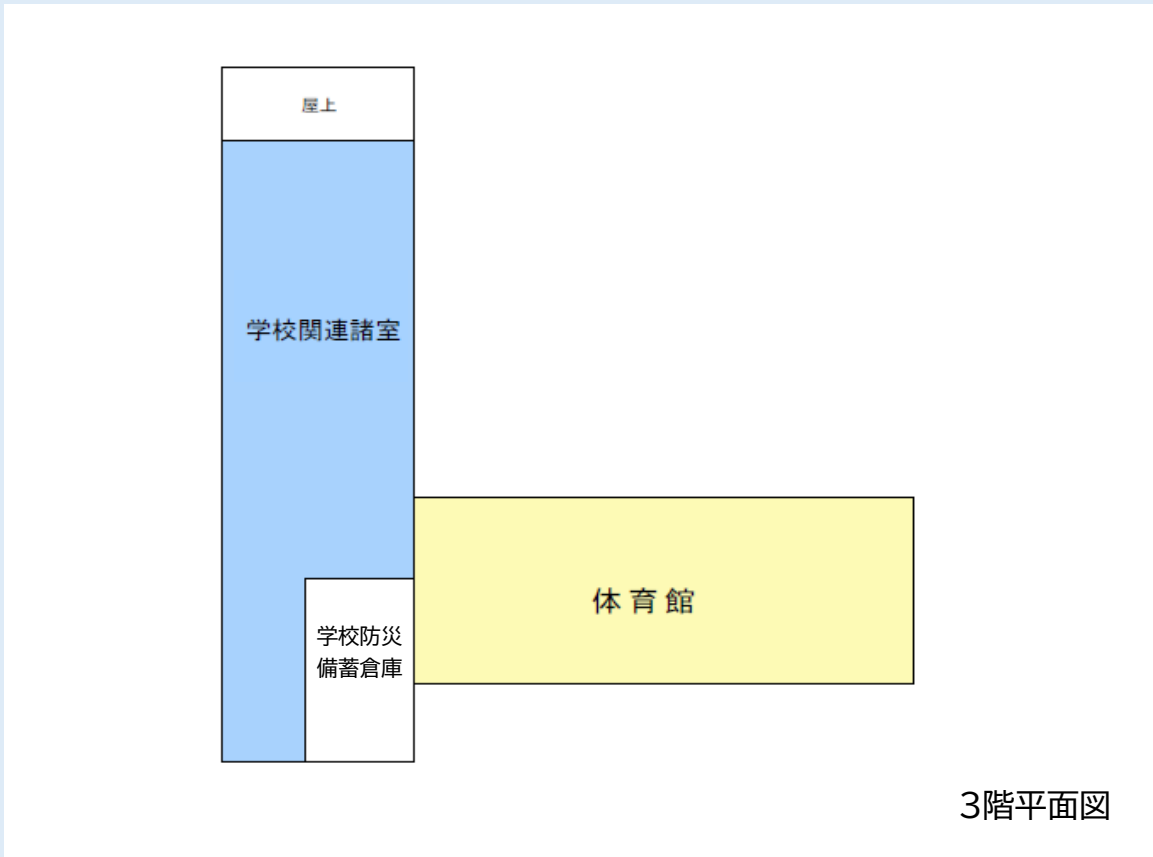 屋上
学校関連諸室
体育館
学校防災
備蓄倉庫
3階平面図